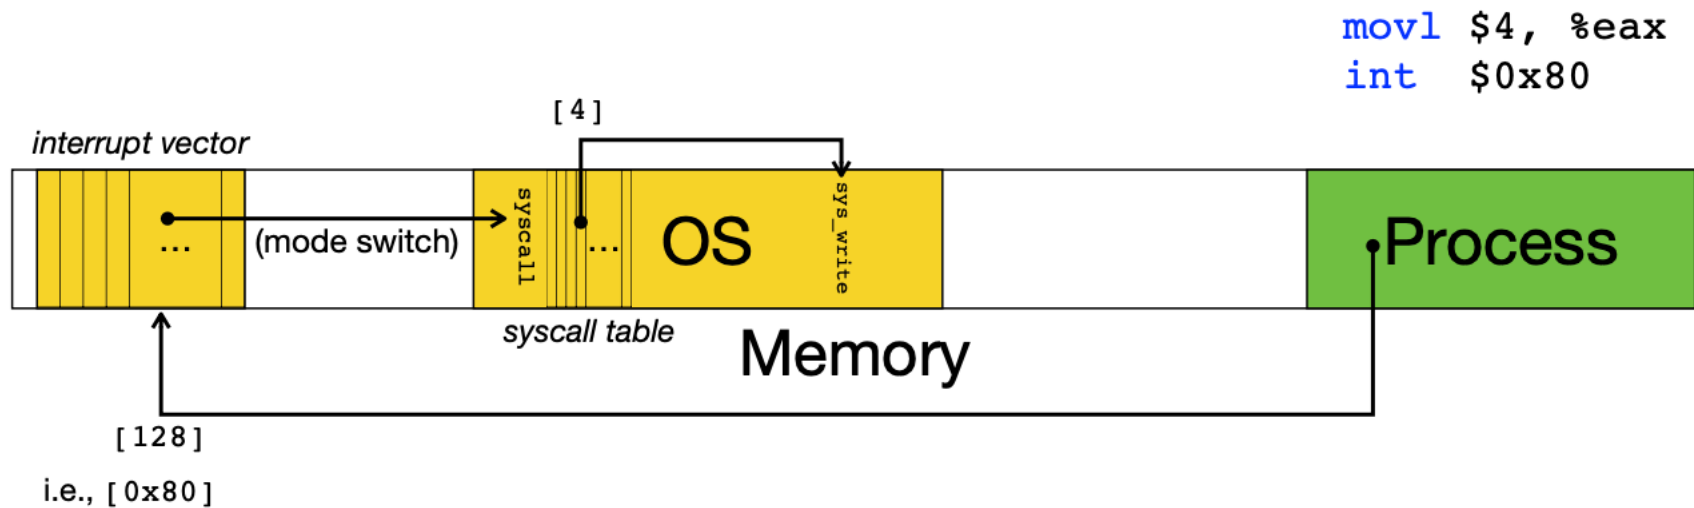 movl $4, %eax
int $0x80
[4]
interrupt vector
...
(mode switch)
syscall
...
OS
sys_write
Process
syscall table
Memory
[128]
i.e., [0x80]